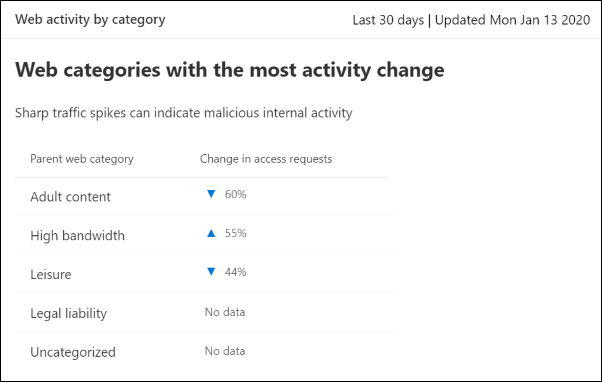 Web activity by category Last 30 days | Updated Mon Jan 13 2020
Web categories with the most activity change
Sharp traffic spikes can indicate malicious internal activity
Parent web category Change in access requests
Adult content ▼ 60%
High bandwidth ▲ 55%
Leisure ▼ 44%
Legal liability No data
Uncategorized No data